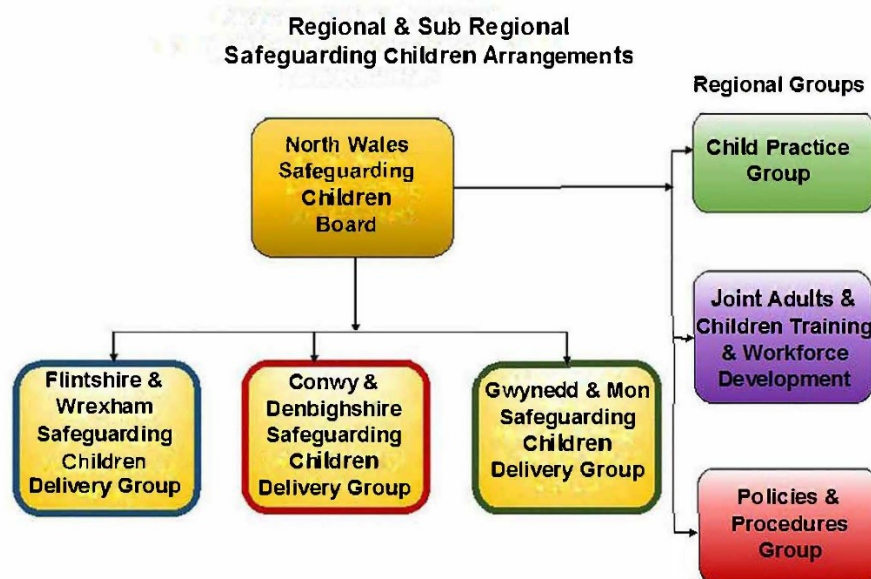 Regional & Sub Regional
Safeguarding Children Arrangements
Regional Groups
North Wales
Safeguarding
Children
Board
Child Practice
Group
Joint Adults &
Children Training
& Workforce
Development
Flintshire &
Wrexham
Safeguarding
Children
Delivery Group
Conwy &
Denbighshire
Safeguarding
Children
Delivery Group
Gwynedd & Mon
Safeguarding
Children
Delivery Group
Policies &
Procedures
Group